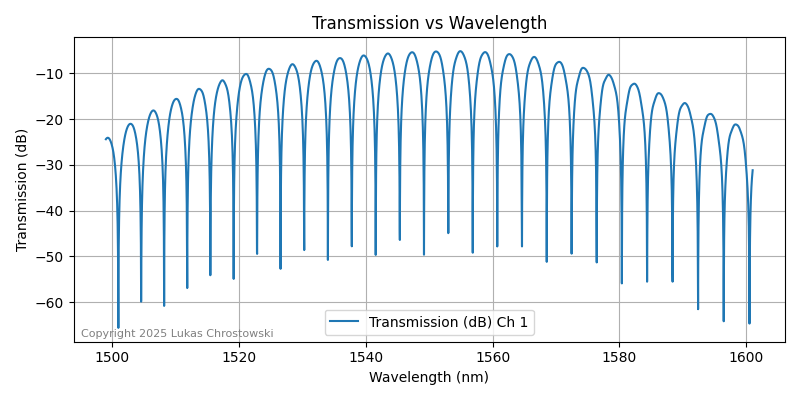 Transmission vs Wavelength
Transmission (dB)
−10
−20
−30
−40
−50
−60
Transmission (dB) Ch 1
Copyright 2025 Lukas Chrostowski
1500 1520 1540 1560 1580 1600
Wavelength (nm)